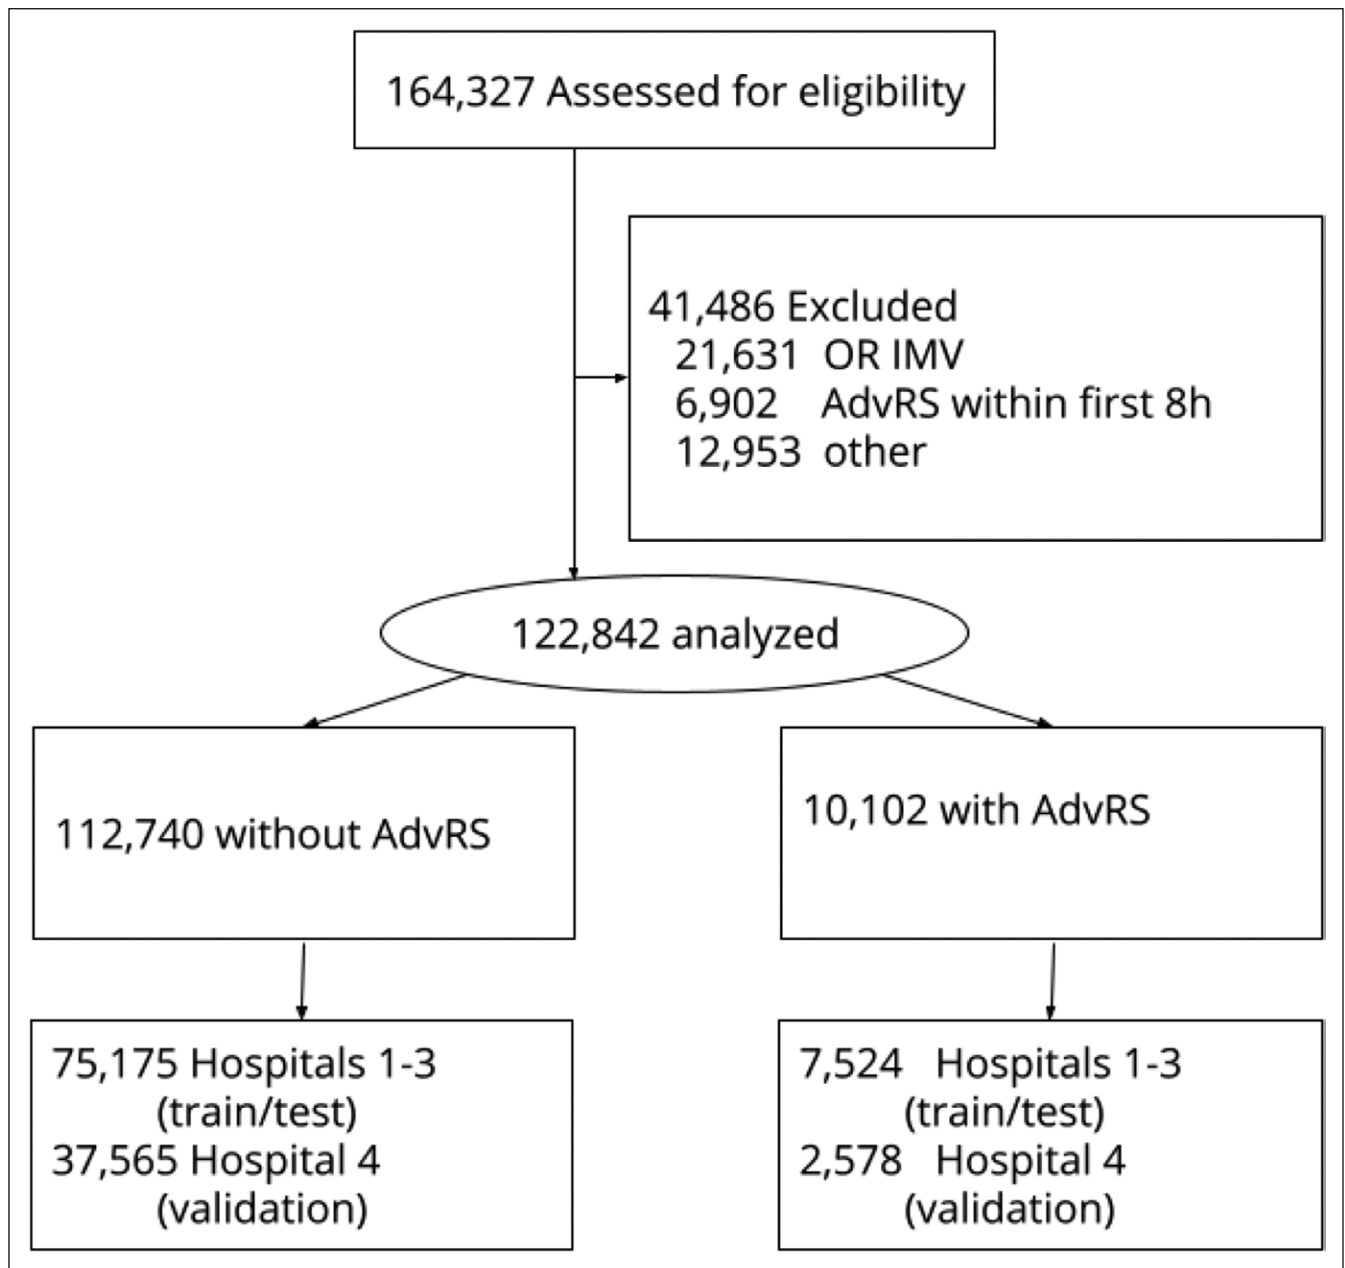 164,327 Assessed for eligibility
41,486 Excluded
21,631 OR IMV
6,902 AdvRS within first 8h
12,953 other
122,842 analyzed
112,740 without AdvRS
10,102 with AdvRS
75,175 Hospitals 1-3
(train/test)
37,565 Hospital 4
(validation)
7,524 Hospitals 1-3
(train/test)
2,578 Hospital 4
(validation)